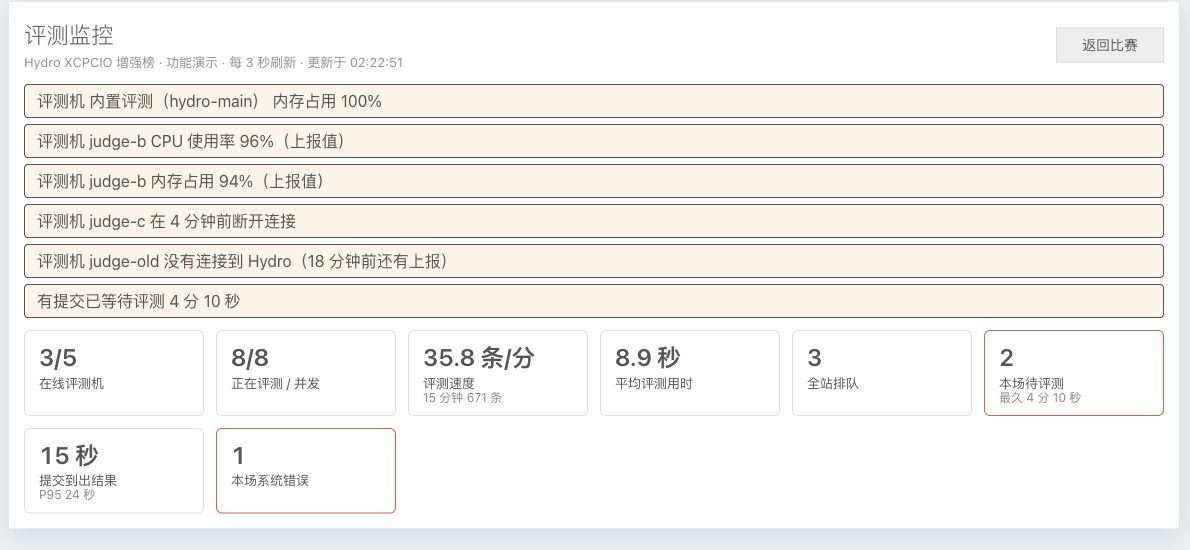 评测监控
返回比赛
Hydro XCPCIO 增强榜 · 功能演示 · 每 3 秒刷新 · 更新于 02:22:51
评测机 内置评测（hydro-main） 内存占用 100%
评测机 judge-b CPU 使用率 96%（上报值）
评测机 judge-b 内存占用 94%（上报值）
评测机 judge-c 在 4 分钟前断开连接
评测机 judge-old 没有连接到 Hydro（18 分钟前还有上报）
有提交已等待评测 4 分 10 秒
3/5
在线评测机
8/8
正在评测 / 并发
35.8 条/分
评测速度
15 分钟 671 条
8.9 秒
平均评测用时
3
全站排队
2
本场待评测
最久 4 分 10 秒
15 秒
提交到出结果
P95 24 秒
1
本场系统错误